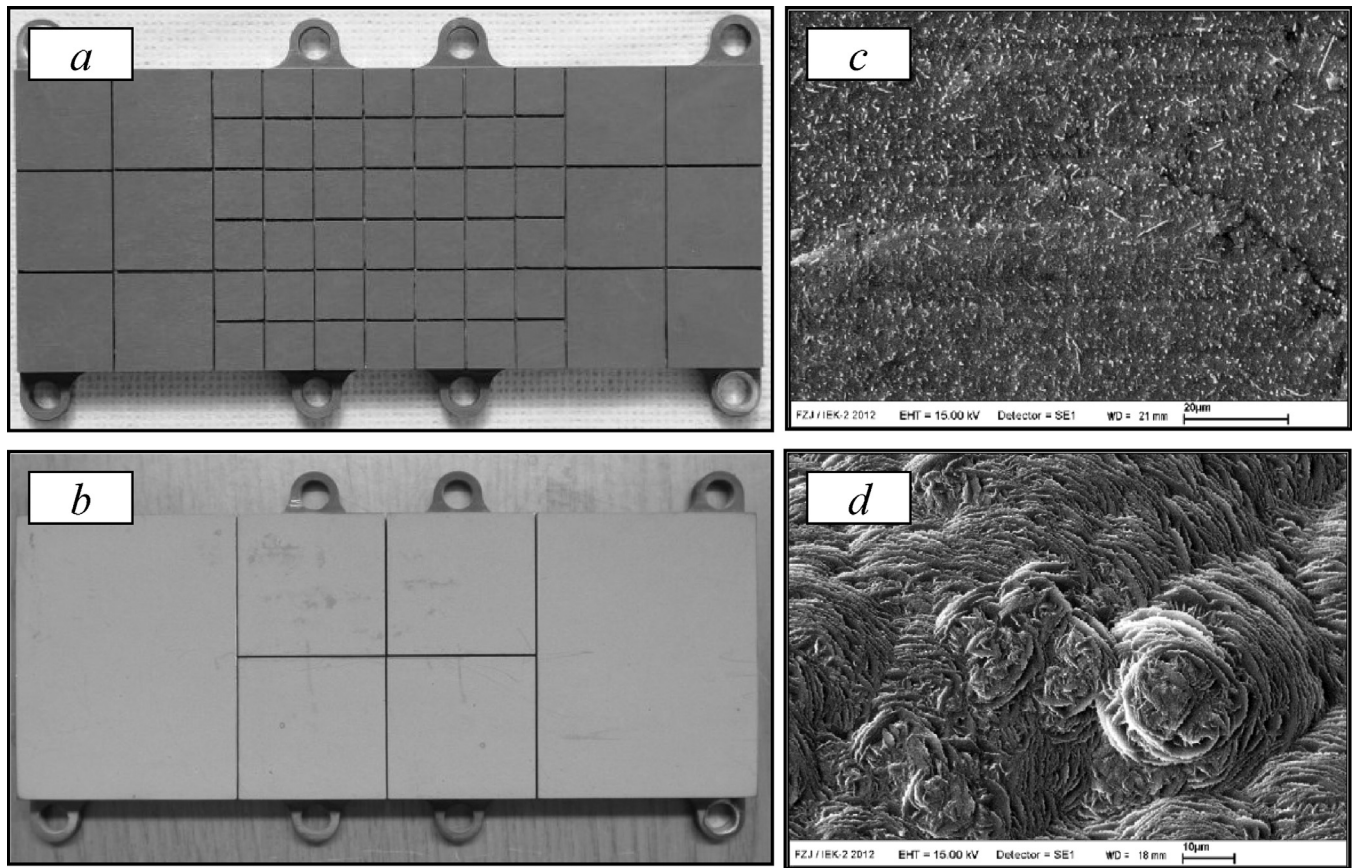 a
c
20µm
FZJ / IEK-2 2012 EHT = 15.00 kV Detector = SE1 WD = 21 mm
b
d
10µm
FZJ / IEK-2 2012 EHT = 15.00 kV Detector = SE1 WD = 18 mm